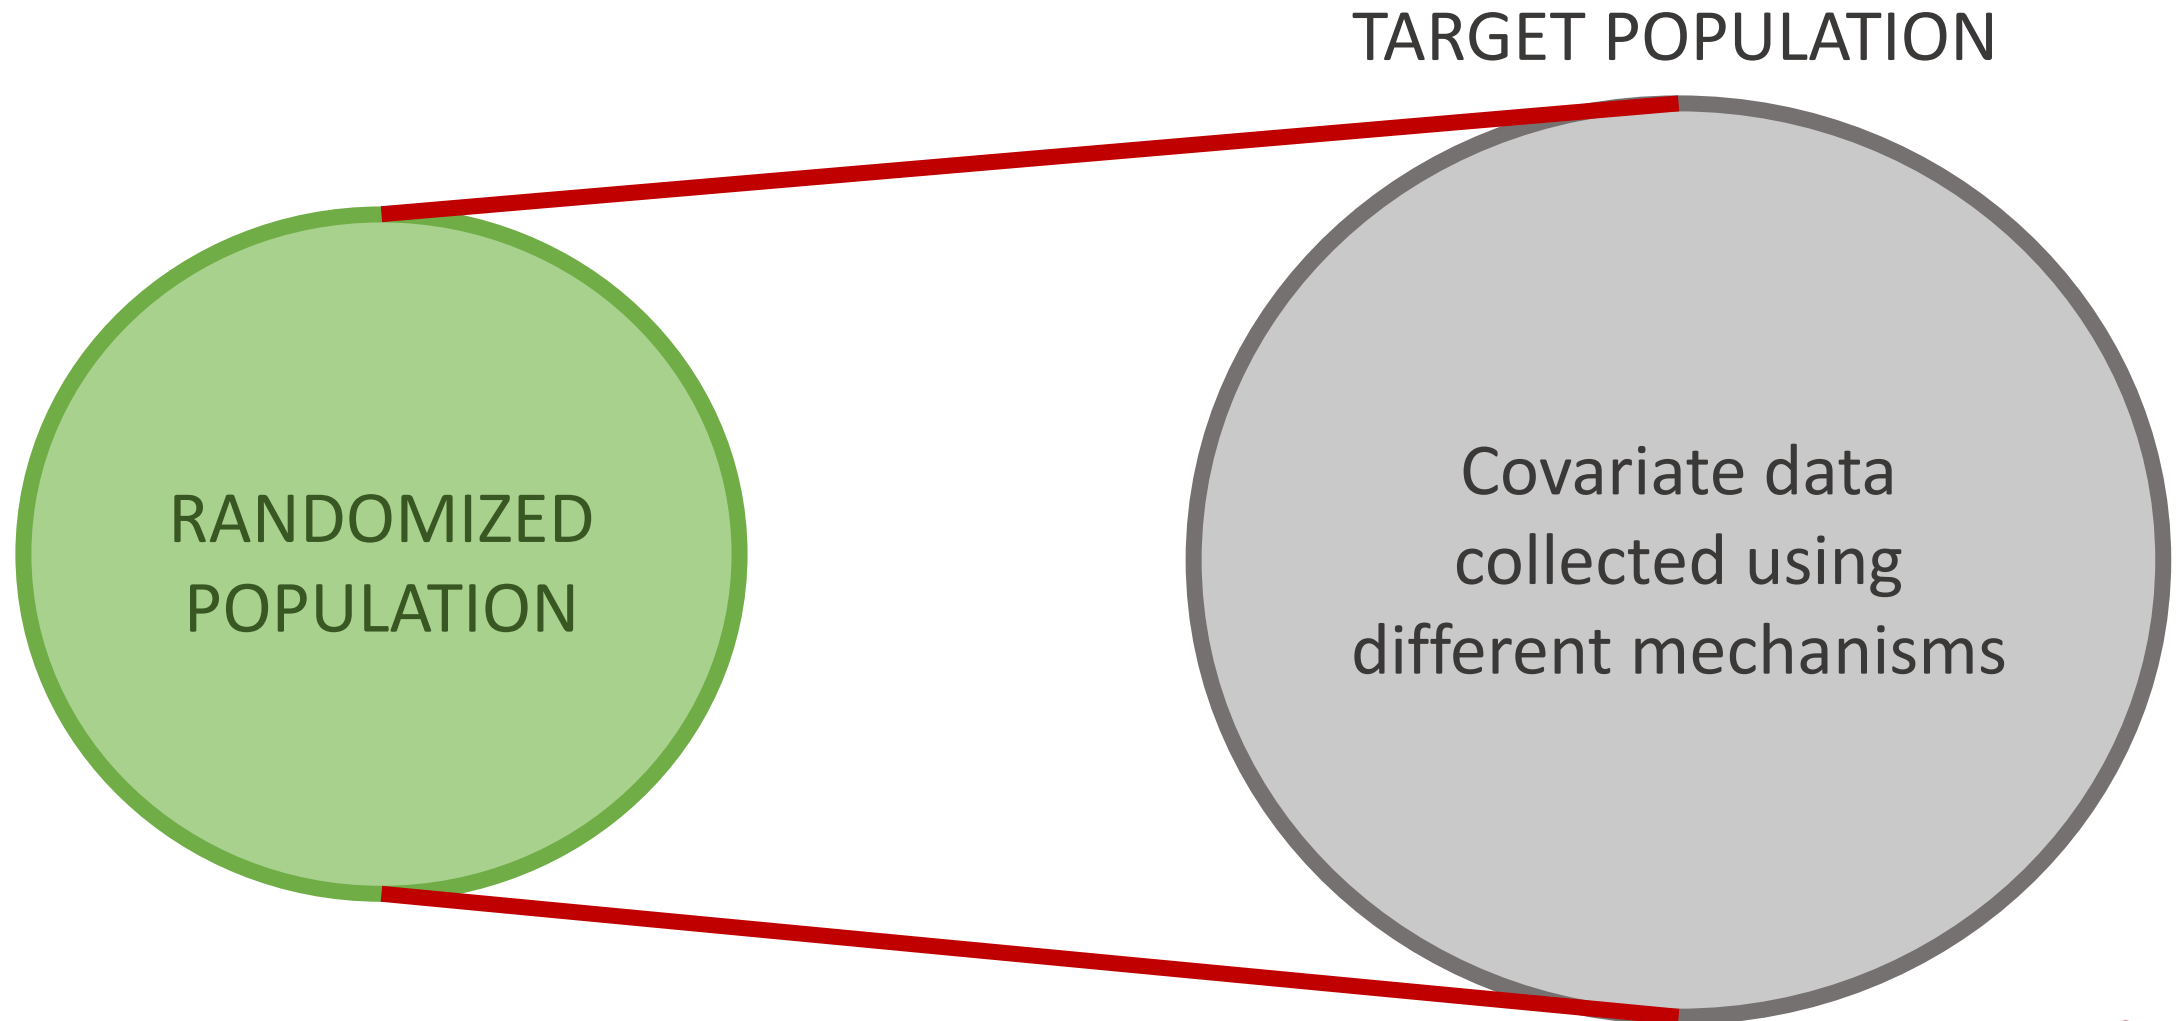 TARGET POPULATION
RANDOMIZED
POPULATION
Covariate data
collected using
different mechanisms